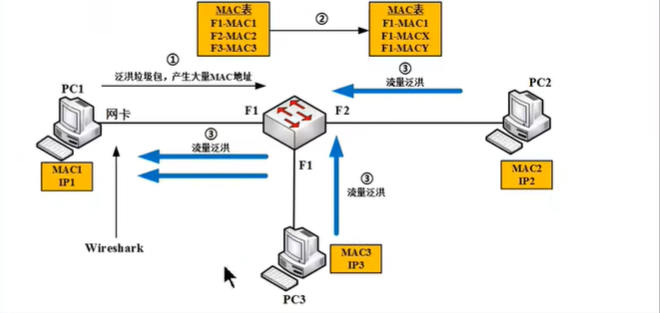 MAC表
F1-MAC1
F2-MAC2
F3-MAC3
②
MAC表
F1-MAC1
F1-MACX
F1-MACY
①
泛洪垃圾包，产生大量MAC地址
PC1
网卡
F1
F2
③
流量泛洪
PC2
③
流量泛洪
F1
MAC1
IP1
MAC2
IP2
③
流量泛洪
Wireshark
MAC3
IP3
PC3